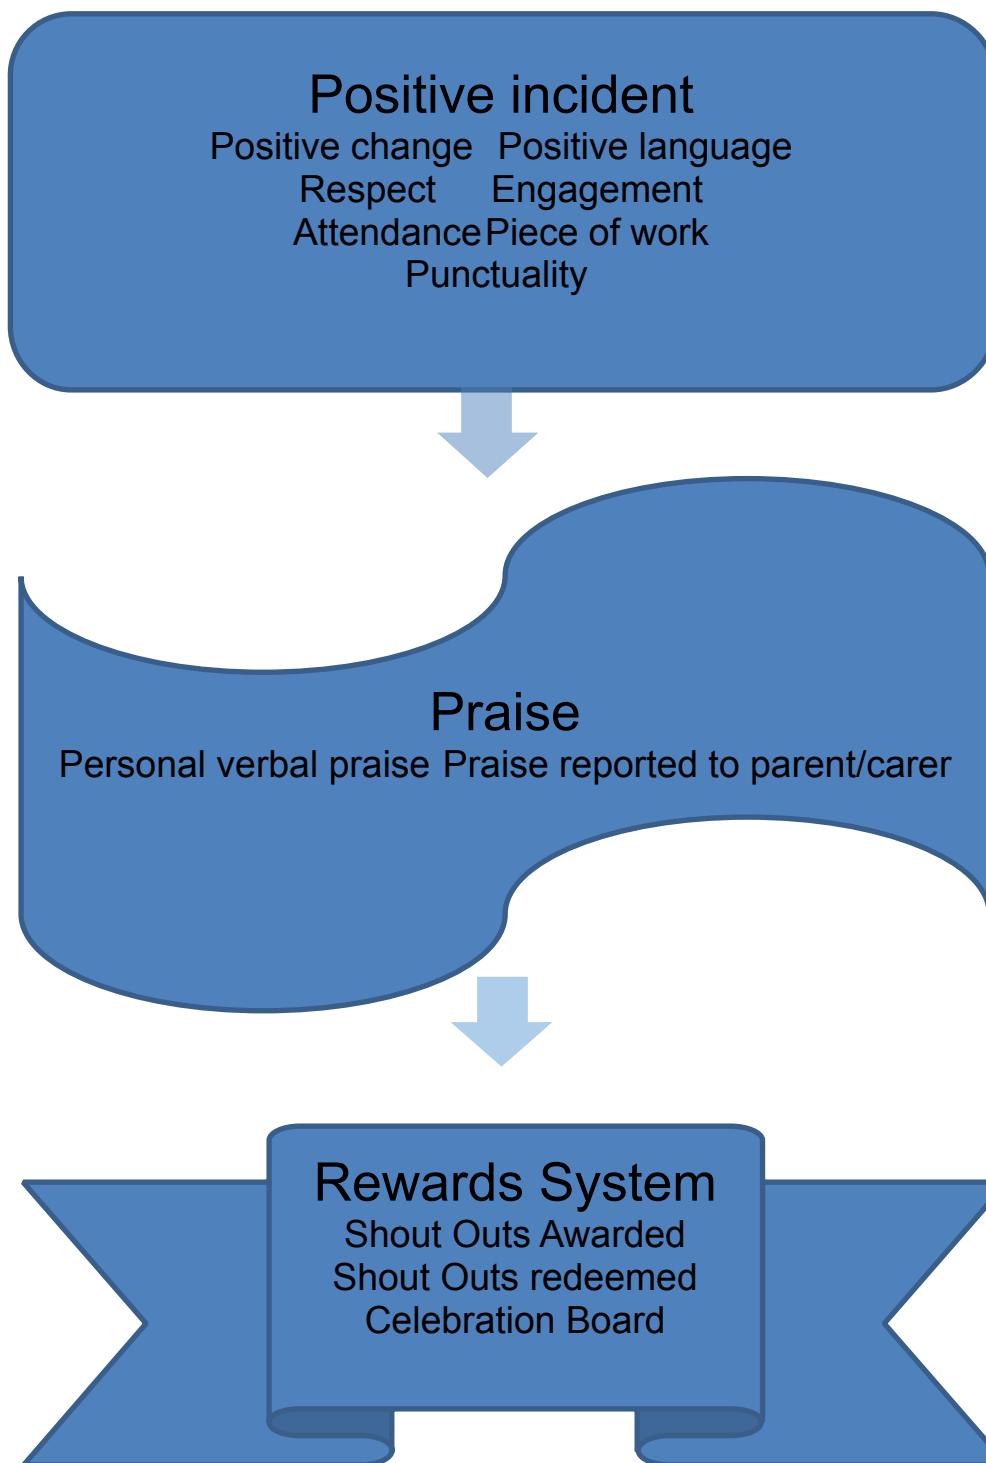 Positive incident
Positive change Positive language
Respect Engagement
Attendance Piece of work
Punctuality
Praise
Personal verbal praise Praise reported to parent/carer
Rewards System
Shout Outs Awarded
Shout Outs redeemed
Celebration Board